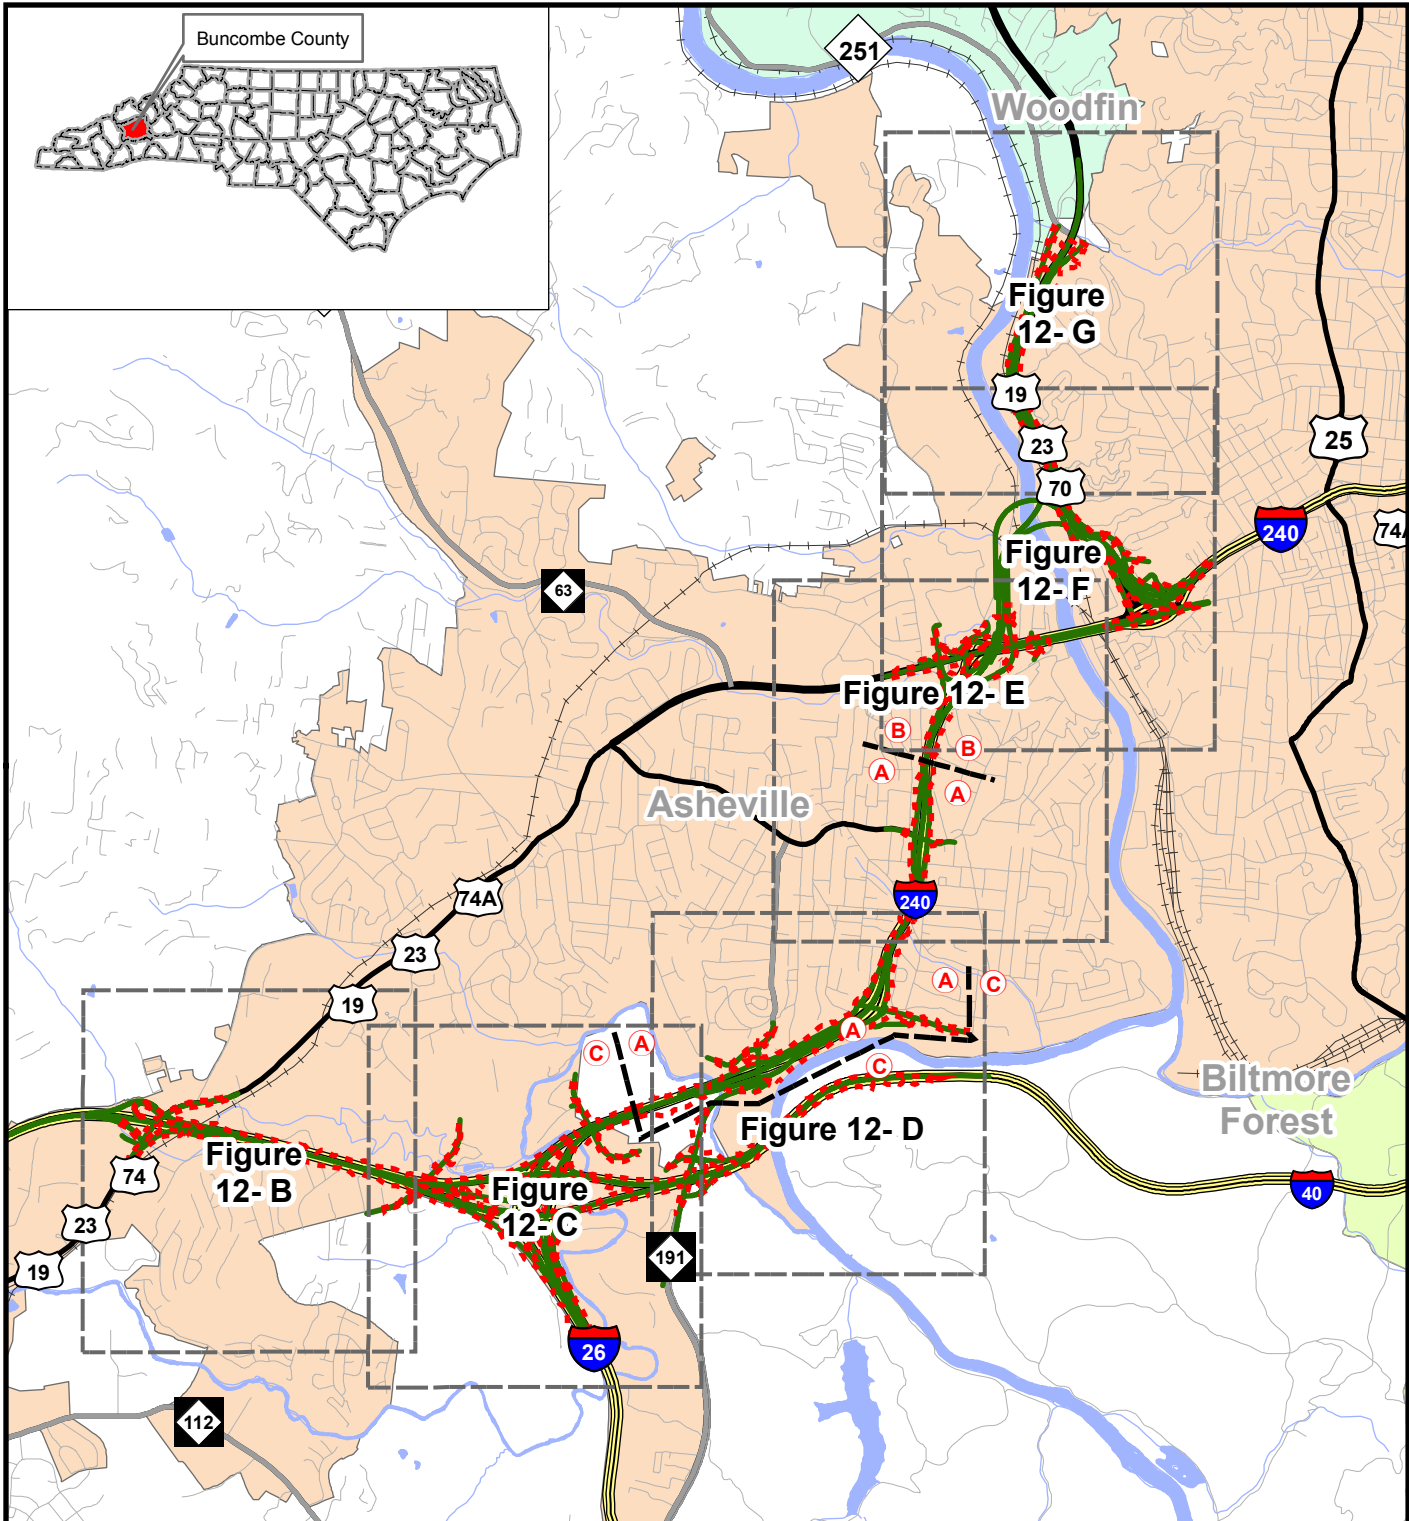 Buncombe County
251
Woodfin
Figure
12- G
19
23
25
70
240
74A
Figure
12- F
63
Figure 12- E
B
B
A
A
Asheville
74A
240
23
A
C
19
A
C
A
C
Biltmore
Forest
Figure 12- D
Figure
12- B
74
Figure
12- C
40
23
191
19
26
112